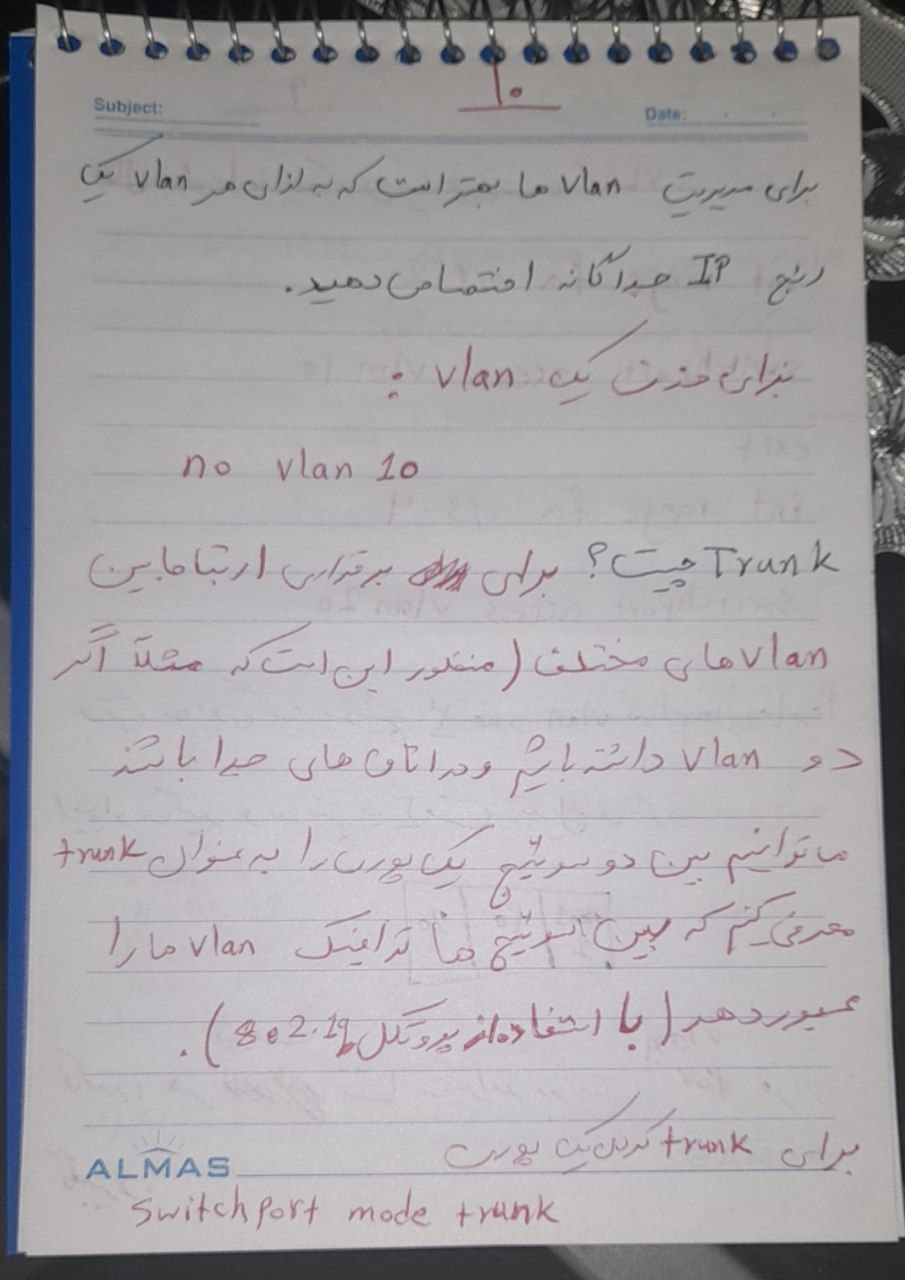 ۱۰
Subject:
Date:
برای مدیریت vlan ها بهتر است که به ازای هر vlan یک
رنج IP جداگانه اختصاص دهید.
برای حذف یک vlan :
no vlan 10
Trunk چیست؟ برای برقراری ارتباط بین
vlan های مختلف (منظور این است که مثلاً اگر
دو vlan داشته باشیم و در اتاق های جدا باشند
ما توانیم بین دو سوئیچ یک پورت را به عنوان trunk
معرفی کنیم که بین سوئیچ ها ترافیک vlan ها را
عبور دهد (با استفاده از پروتکل 802.1q).
برای trunk کردن یک پورت
ALMAS
Switchport mode trunk